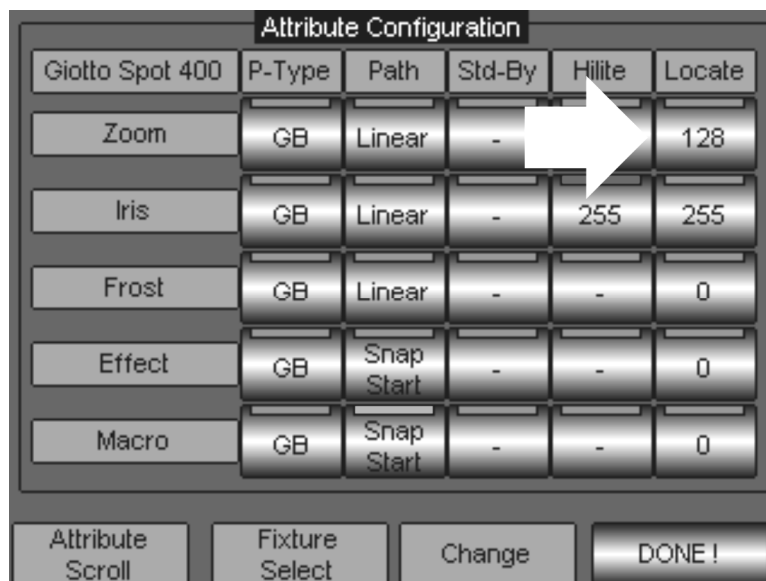 Attribute Configuration
Giotto Spot 400 P-Type Path Std-By Hilite Locate
Zoom GB Linear - 128
Iris GB Linear - 255 255
Frost GB Linear - - 0
Effect GB Snap Start - - 0
Macro GB Snap Start - - 0
Attribute Scroll
Fixture Select
Change
DONE !